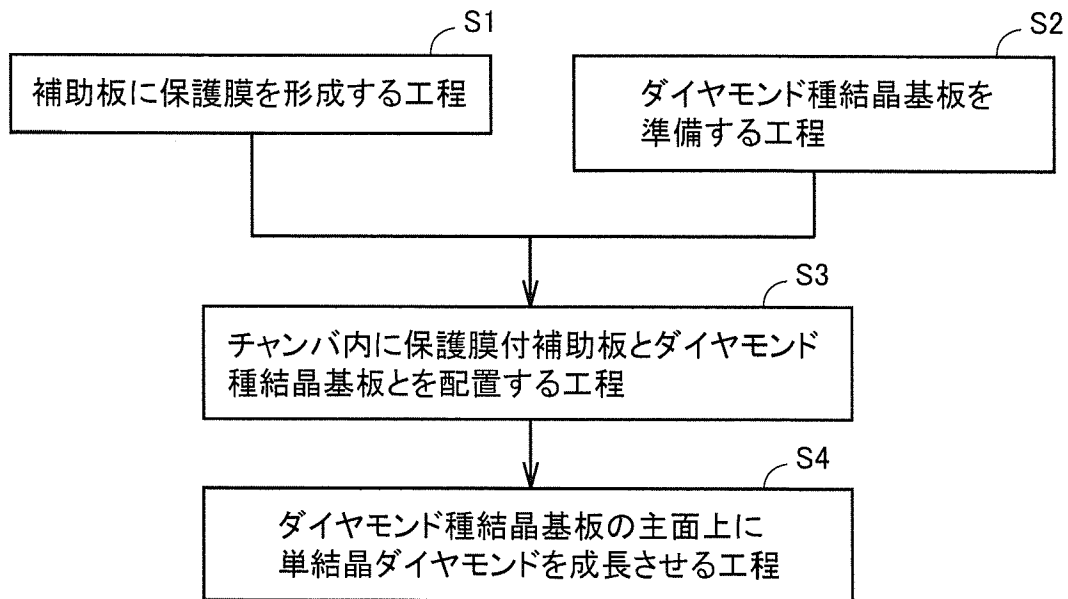 S1
補助板に保護膜を形成する工程
S2
ダイヤモンド種結晶基板を
準備する工程
S3
チャンバ内に保護膜付補助板とダイヤモンド
種結晶基板とを配置する工程
S4
ダイヤモンド種結晶基板の主面上に
単結晶ダイヤモンドを成長させる工程